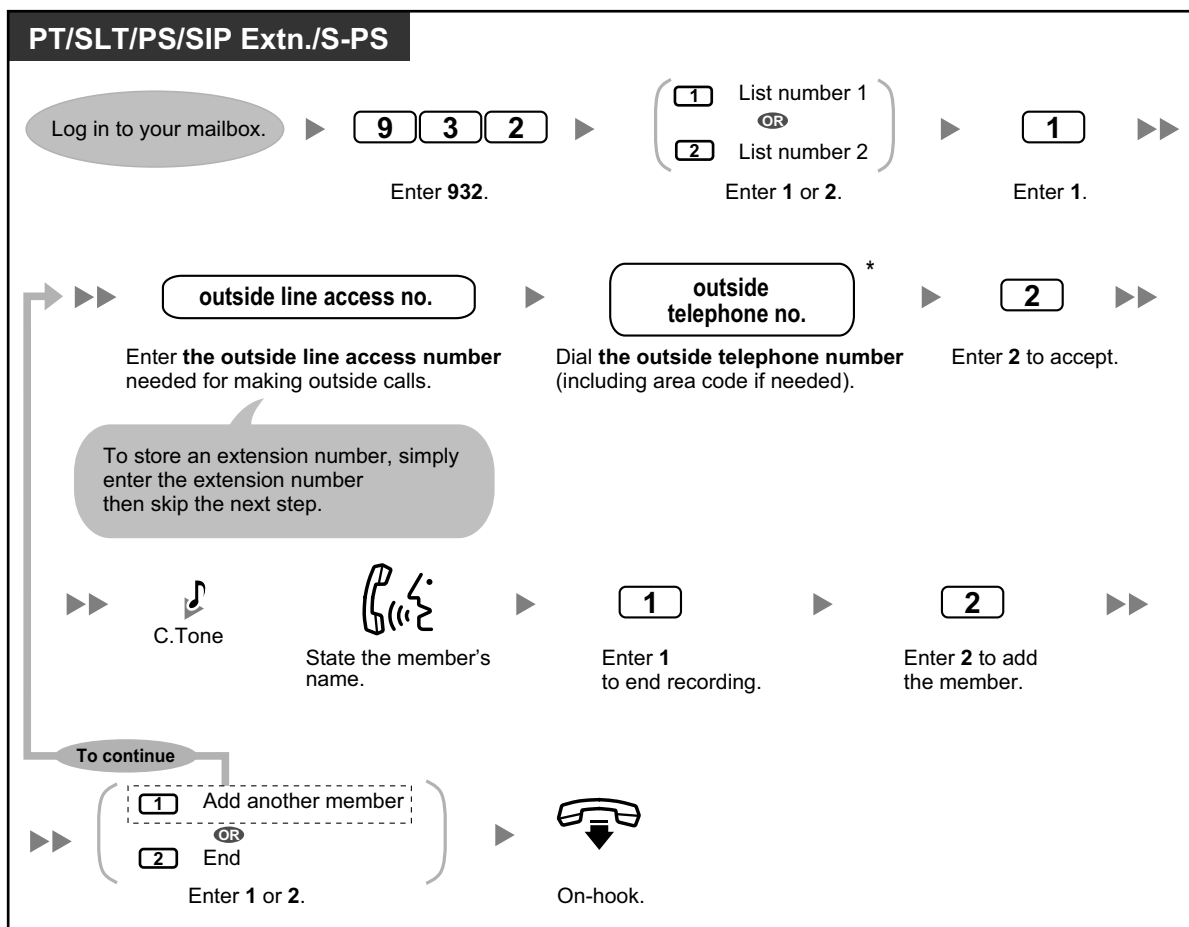 PT/SLT/PS/SIP Extn./S-PS
Log in to your mailbox.
9 3 2
Enter 932.
1 List number 1
OR
2 List number 2
Enter 1 or 2.
1
Enter 1.
outside line access no.
Enter the outside line access number
needed for making outside calls.
To store an extension number, simply
enter the extension number
then skip the next step.
outside
telephone no.
*
Dial the outside telephone number
(including area code if needed).
2
Enter 2 to accept.
C.Tone
State the member's
name.
1
Enter 1
to end recording.
2
Enter 2 to add
the member.
To continue
1 Add another member
OR
2 End
Enter 1 or 2.
On-hook.